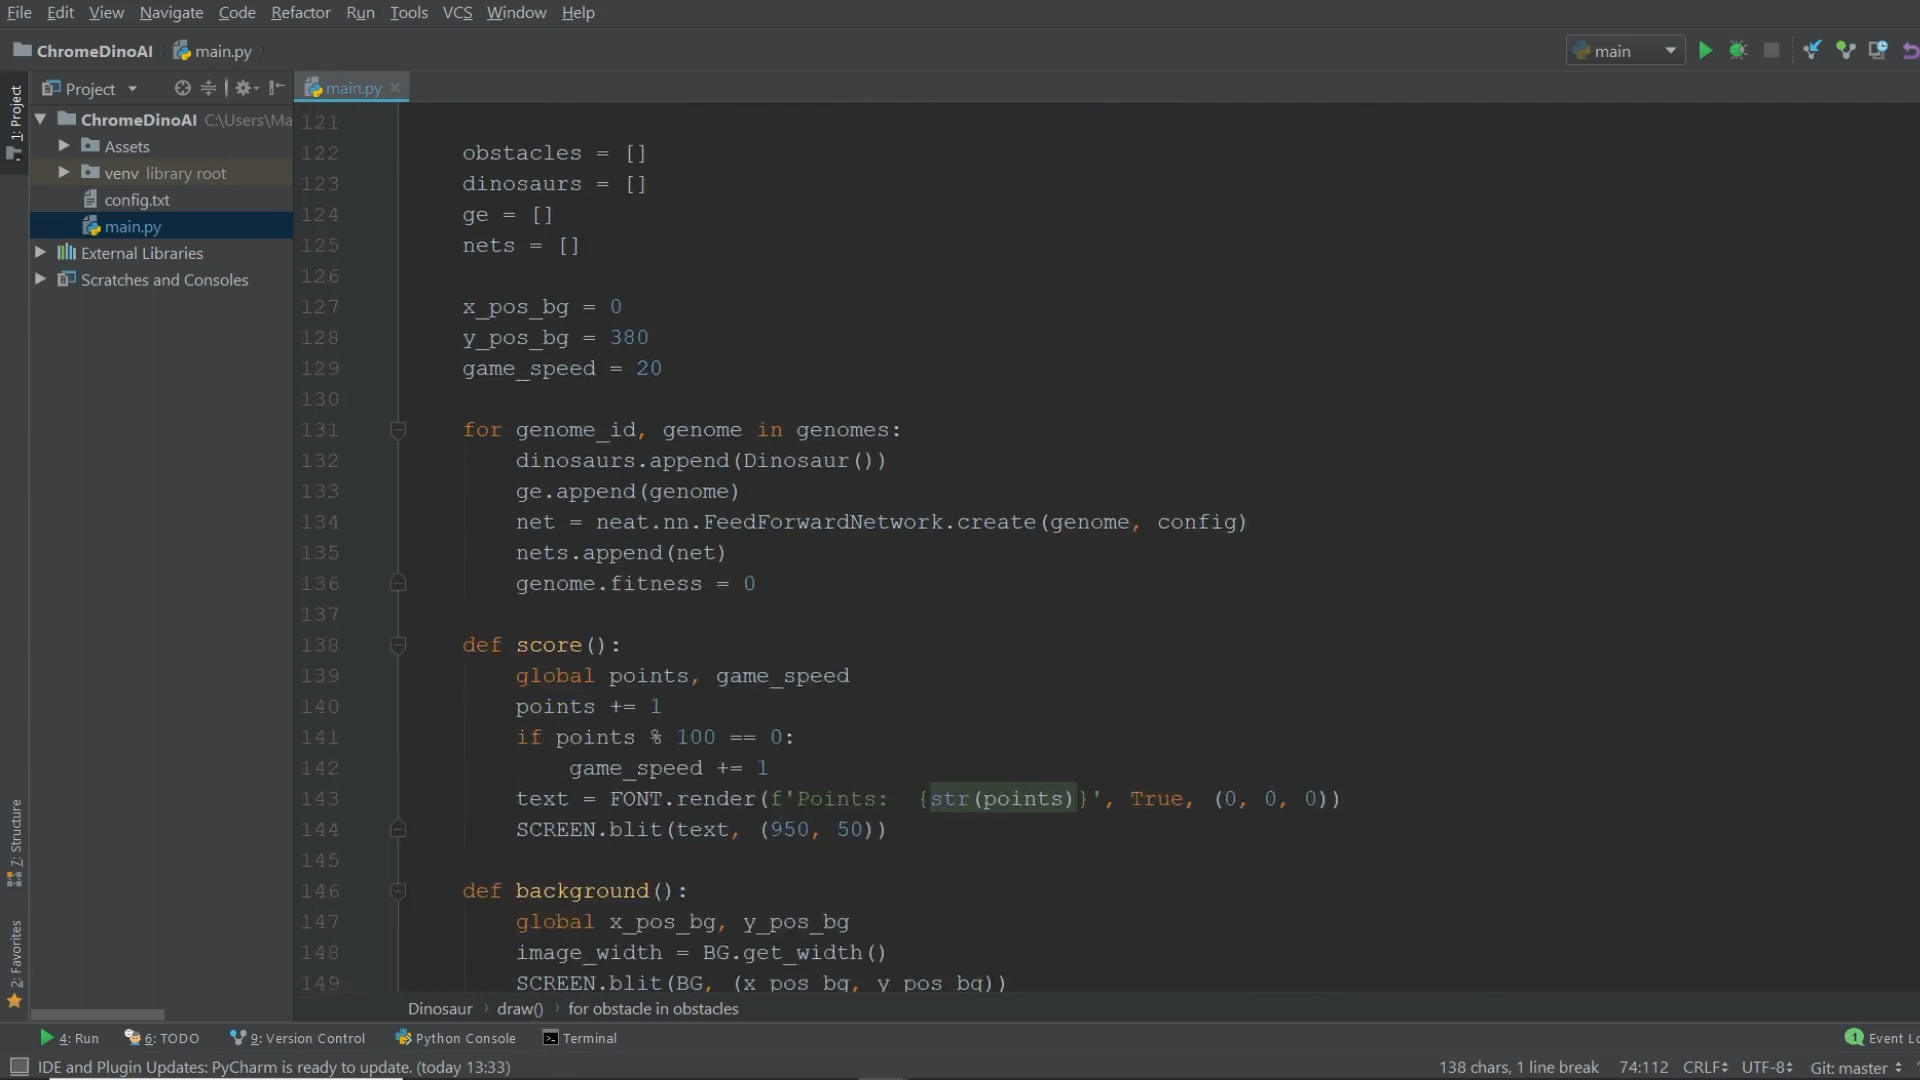 File Edit View Navigate Code Refactor Run Tools VCS Window Help
ChromeDinoAI main.py
main
1: Project
Project
main.py
ChromeDinoAI C:\Users\Ma
Assets
venv library root
config.txt
main.py
External Libraries
Scratches and Consoles
7: Structure
2: Favorites
121
122 obstacles = []
123 dinosaurs = []
124 ge = []
125 nets = []
126
127 x_pos_bg = 0
128 y_pos_bg = 380
129 game_speed = 20
130
131 for genome_id, genome in genomes:
132 dinosaurs.append(Dinosaur())
133 ge.append(genome)
134 net = neat.nn.FeedForwardNetwork.create(genome, config)
135 nets.append(net)
136 genome.fitness = 0
137
138 def score():
139 global points, game_speed
140 points += 1
141 if points % 100 == 0:
142 game_speed += 1
143 text = FONT.render(f'Points:  {str(points)}', True, (0, 0, 0))
144 SCREEN.blit(text, (950, 50))
145
146 def background():
147 global x_pos_bg, y_pos_bg
148 image_width = BG.get_width()
149 SCREEN.blit(BG, (x_pos_bg, y_pos_bg))
Dinosaur draw() for obstacle in obstacles
4: Run 6: TODO 9: Version Control Python Console Terminal 1 Event Lo
IDE and Plugin Updates: PyCharm is ready to update. (today 13:33) 138 chars, 1 line break 74:112 CRLF UTF-8 Git: master